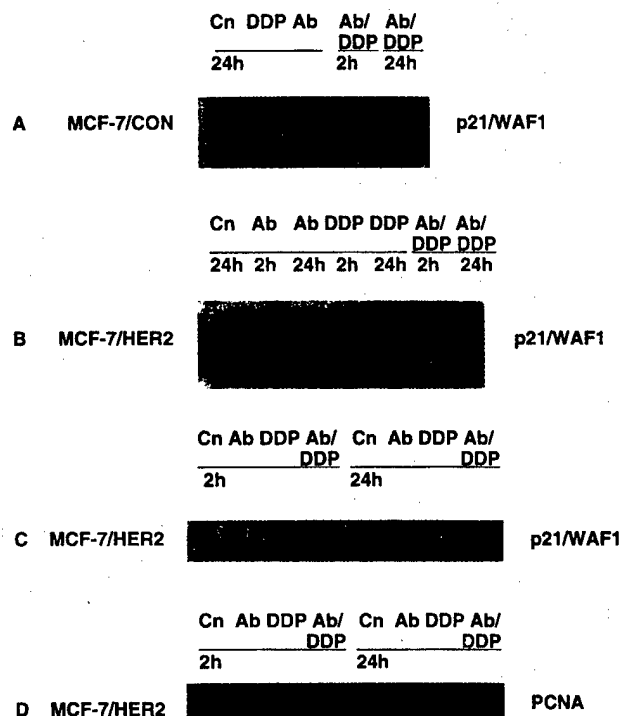 Cn DDP Ab Ab/ Ab/
DDP DDP
24h 2h 24h
A MCF-7/CON p21/WAF1
Cn Ab Ab DDP DDP Ab/ Ab/
DDP DDP
24h 2h 24h 2h 24h 2h 24h
B MCF-7/HER2 p21/WAF1
Cn Ab DDP Ab/ Cn Ab DDP Ab/
DDP DDP
2h 24h
C MCF-7/HER2 p21/WAF1
Cn Ab DDP Ab/ Cn Ab DDP Ab/
DDP DDP
2h 24h
D MCF-7/HER2 PCNA